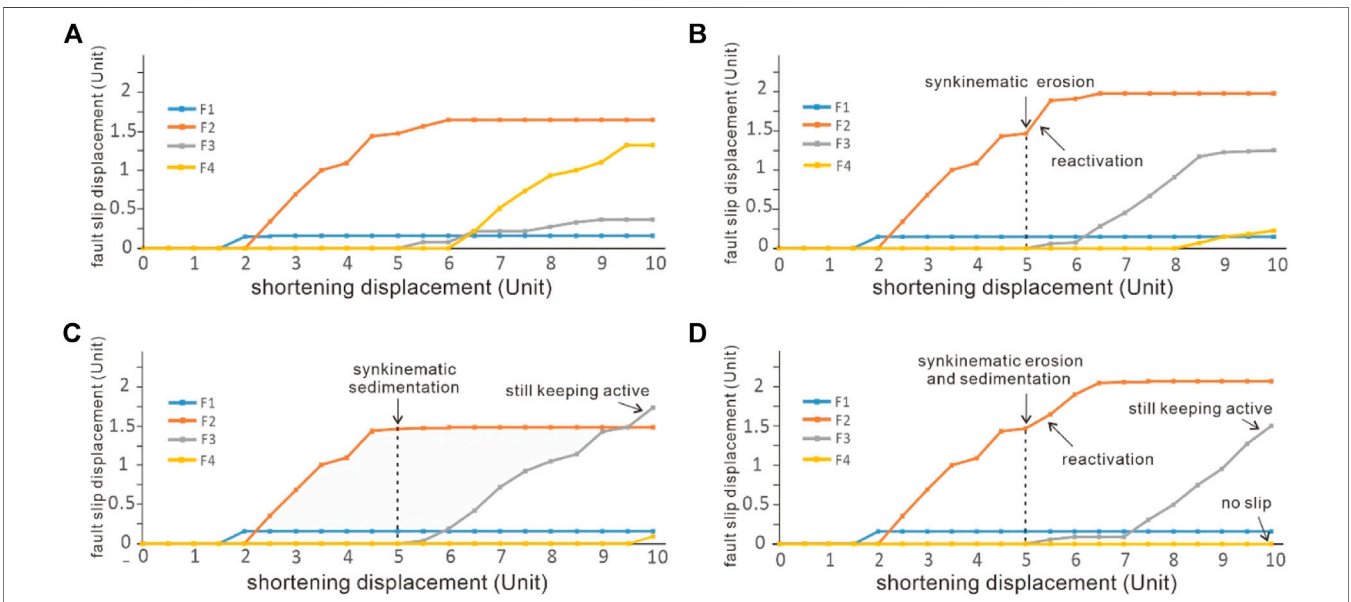 A
fault slip displacement (Unit)
2
1.5
1
0.5
0
F1
F2
F3
F4
0 1 2 3 4 5 6 7 8 9 10
shortening displacement (Unit)
B
fault slip displacement (Unit)
2
1.5
1
0.5
0
F1
F2
F3
F4
synkinematic erosion
reactivation
0 1 2 3 4 5 6 7 8 9 10
shortening displacement (Unit)
C
fault slip displacement (Unit)
2
1.5
1
0.5
0
F1
F2
F3
F4
synkinematic
sedimentation
still keeping active
0 1 2 3 4 5 6 7 8 9 10
shortening displacement (Unit)
D
fault slip displacement (Unit)
2
1.5
1
0.5
0
F1
F2
F3
F4
synkinematic erosion
and sedimentation
reactivation
still keeping active
no slip
0 1 2 3 4 5 6 7 8 9 10
shortening displacement (Unit)